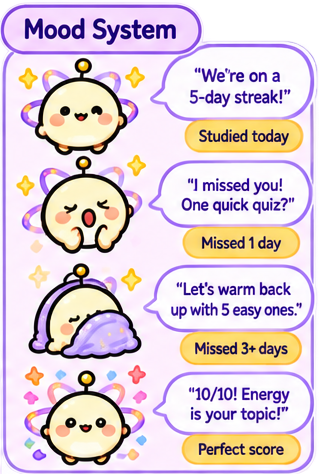 Mood System
“We’re on a
5-day streak!”
Studied today
“I missed you!
One quick quiz?”
Missed 1 day
“Let’s warm back
up with 5 easy ones.”
Missed 3+ days
“10/10! Energy
is your topic!”
Perfect score